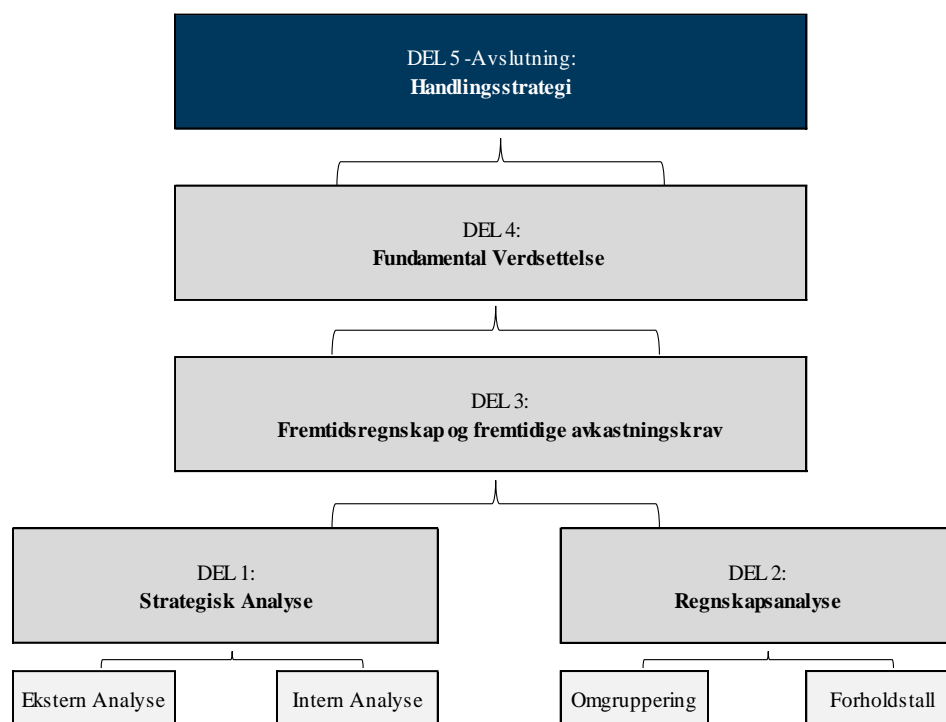 DEL 5 -Avslutning:
Handlingsstrategi
DEL 4:
Fundamental Verdsettelse
DEL 3:
Fremtidsregnskap og fremtidige avkastningskrav
DEL 1:
Strategisk Analyse
DEL 2:
Regnskapsanalyse
Ekstern Analyse
Intern Analyse
Omgruppering
Forholdstall